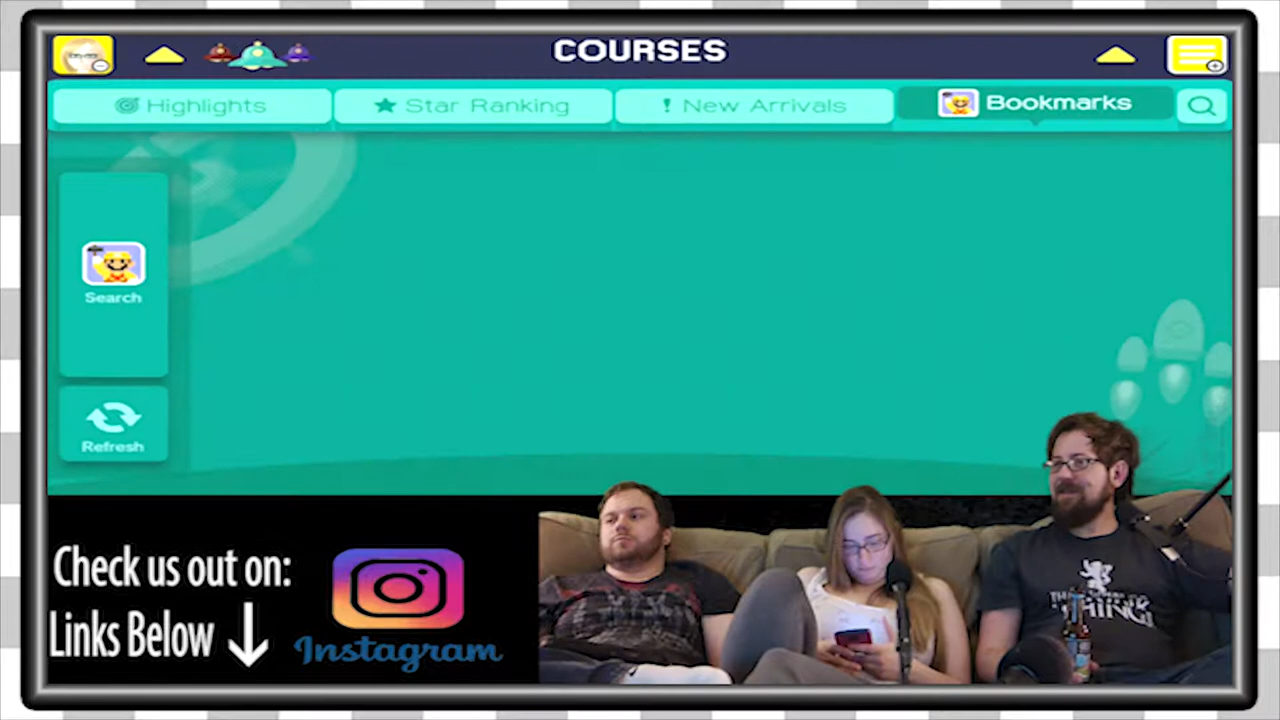 COURSES
Highlights
Star Ranking
! New Arrivals
Bookmarks
Search
Refresh
Check us out on:
Links Below
Instagram